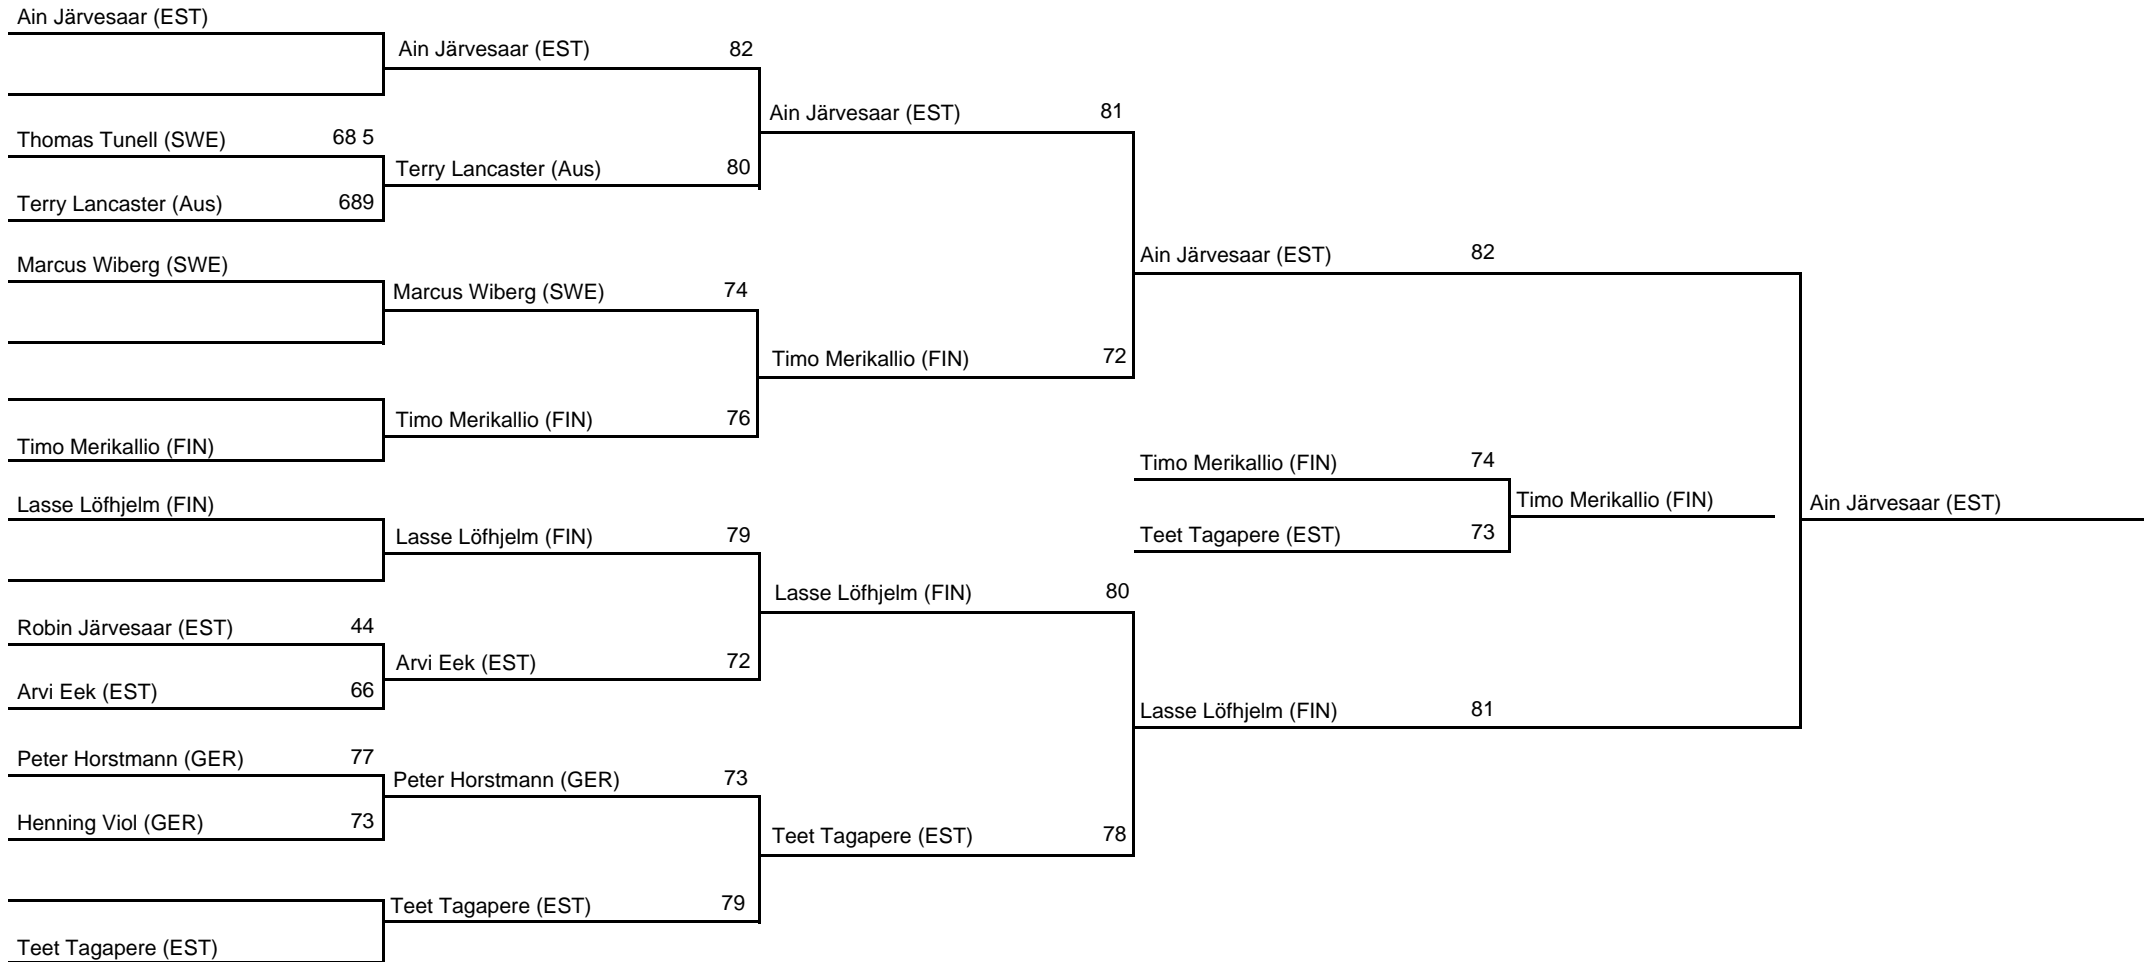 Ain Järvesaar (EST)
Ain Järvesaar (EST) 82
Ain Järvesaar (EST) 81
Thomas Tunell (SWE) 68 5
Terry Lancaster (Aus) 80
Terry Lancaster (Aus) 689
Ain Järvesaar (EST) 82
Marcus Wiberg (SWE)
Marcus Wiberg (SWE) 74
Timo Merikallio (FIN) 72
Timo Merikallio (FIN) 76
Timo Merikallio (FIN)
Timo Merikallio (FIN) 74
Timo Merikallio (FIN)
Ain Järvesaar (EST)
Lasse Löfhjelm (FIN)
Lasse Löfhjelm (FIN) 79
Teet Tagapere (EST) 73
Lasse Löfhjelm (FIN) 80
Robin Järvesaar (EST) 44
Arvi Eek (EST) 72
Arvi Eek (EST) 66
Lasse Löfhjelm (FIN) 81
Peter Horstmann (GER) 77
Peter Horstmann (GER) 73
Henning Viol (GER) 73
Teet Tagapere (EST) 78
Teet Tagapere (EST) 79
Teet Tagapere (EST)